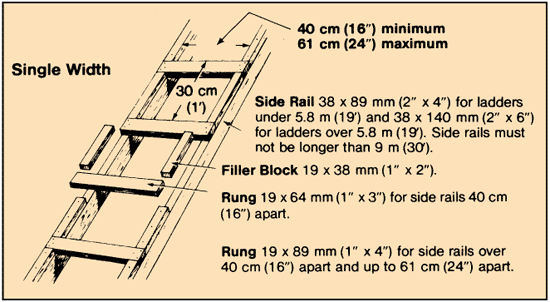 40 cm (16") minimum
61 cm (24") maximum
Single Width
30 cm
(1')
Side Rail 38 x 89 mm (2" x 4") for ladders
under 5.8 m (19') and 38 x 140 mm (2" x 6")
for ladders over 5.8 m (19'). Side rails must
not be longer than 9 m (30').
Filler Block 19 x 38 mm (1" x 2").
Rung 19 x 64 mm (1" x 3") for side rails 40 cm
(16") apart.
Rung 19 x 89 mm (1" x 4") for side rails over
40 cm (16") apart and up to 61 cm (24") apart.